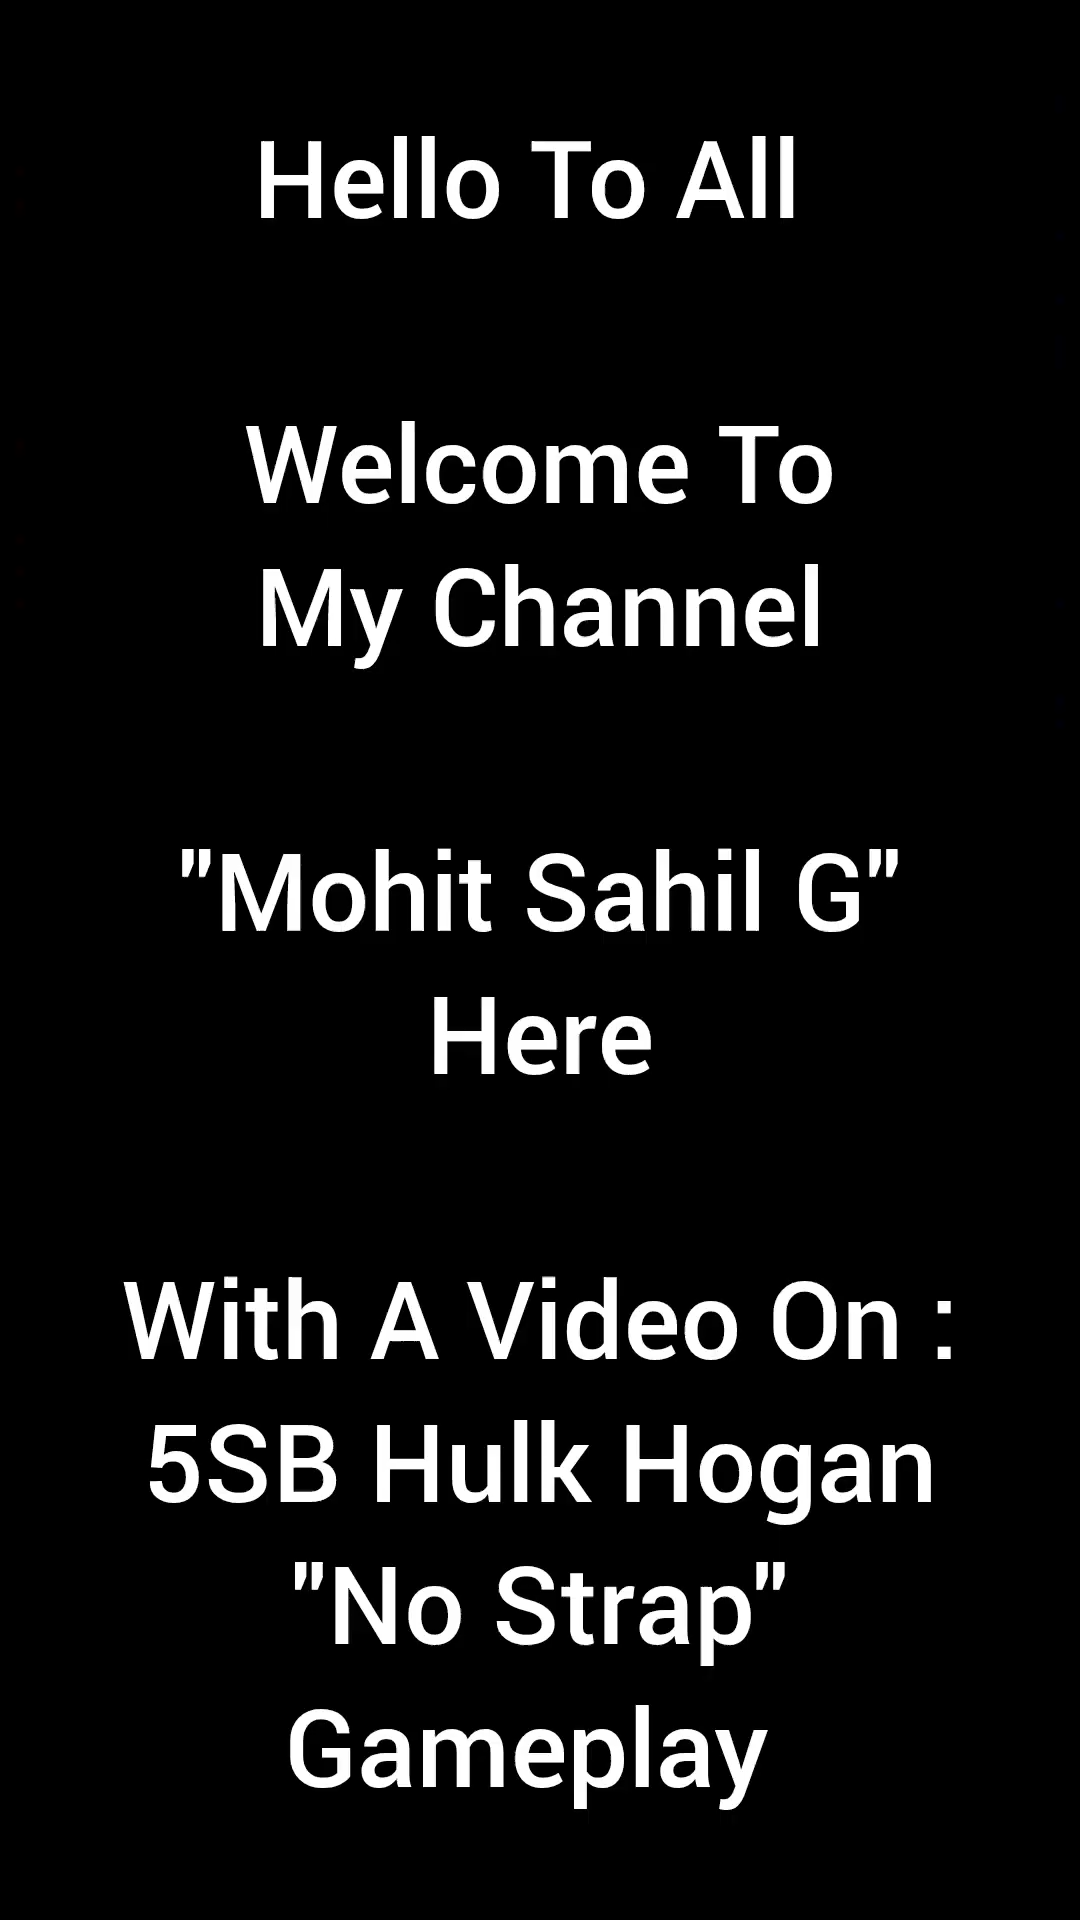 Hello To All
Welcome To
My Channel
"Mohit Sahil G"
Here
With A Video On :
5SB Hulk Hogan
"No Strap"
Gameplay